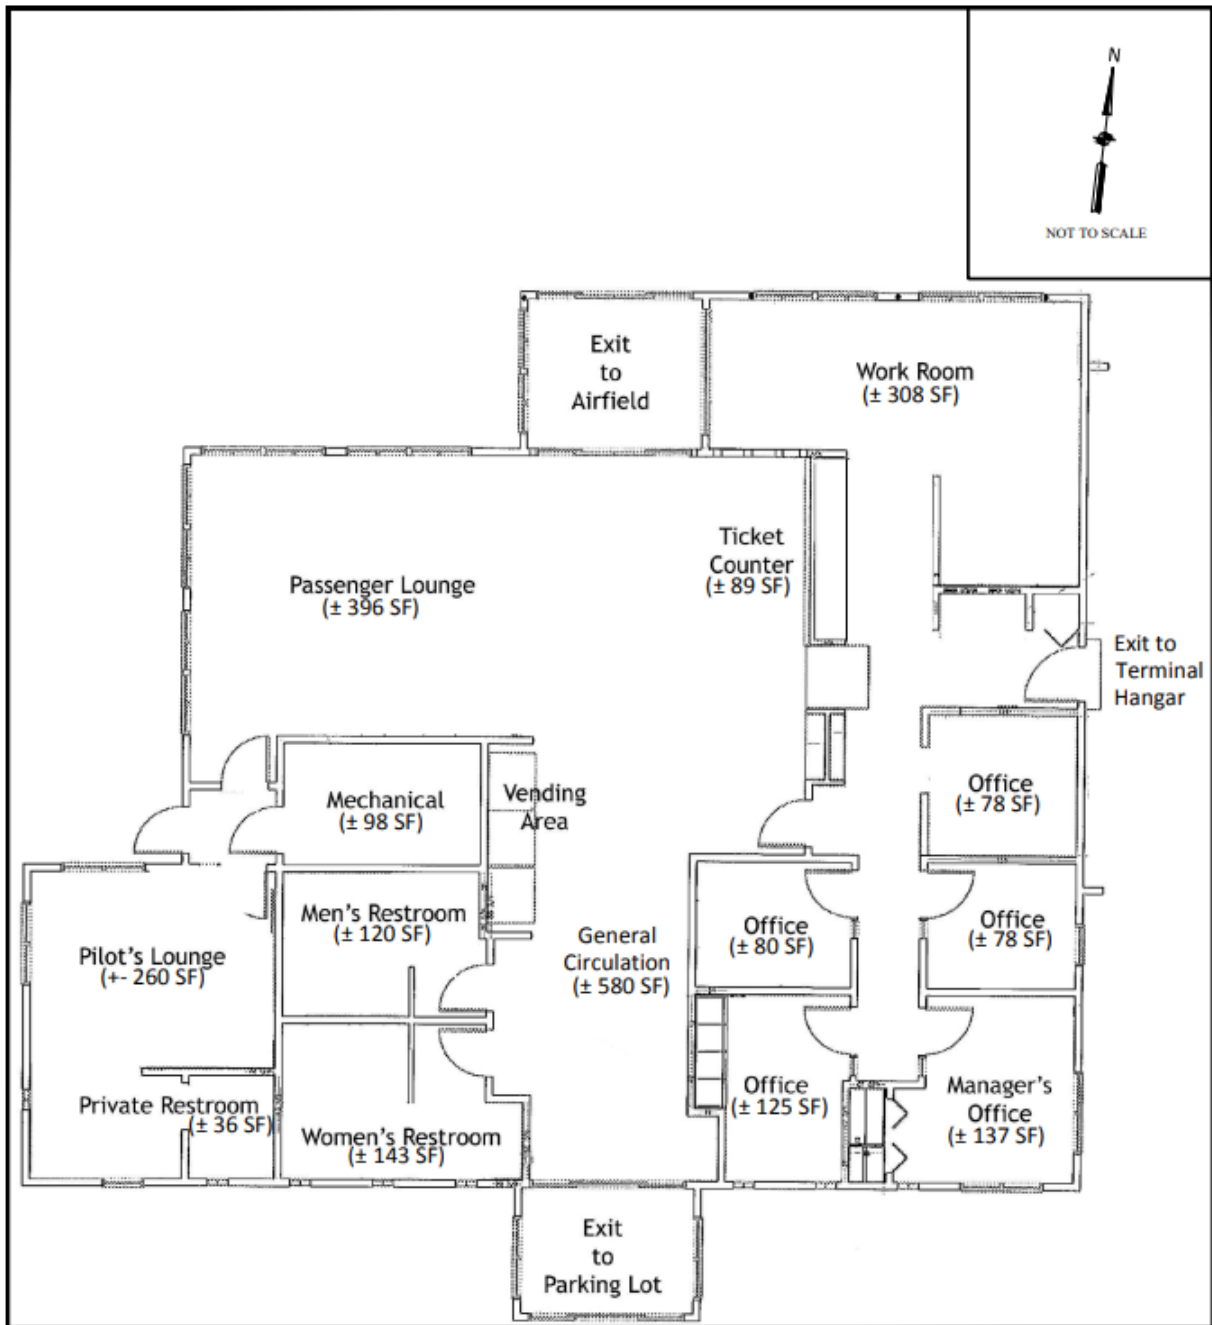 N
NOT TO SCALE
Exit
to
Airfield
Work Room
(± 308 SF)
Ticket
Counter
(± 89 SF)
Passenger Lounge
(± 396 SF)
Exit to
Terminal
Hangar
Mechanical
(± 98 SF)
Vending
Area
Office
(± 78 SF)
Men's Restroom
(± 120 SF)
General
Circulation
(± 580 SF)
Office
(± 80 SF)
Office
(± 78 SF)
Pilot's Lounge
(+- 260 SF)
Private Restroom
(± 36 SF)
Women's Restroom
(± 143 SF)
Office
(± 125 SF)
Manager's
Office
(± 137 SF)
Exit
to
Parking Lot